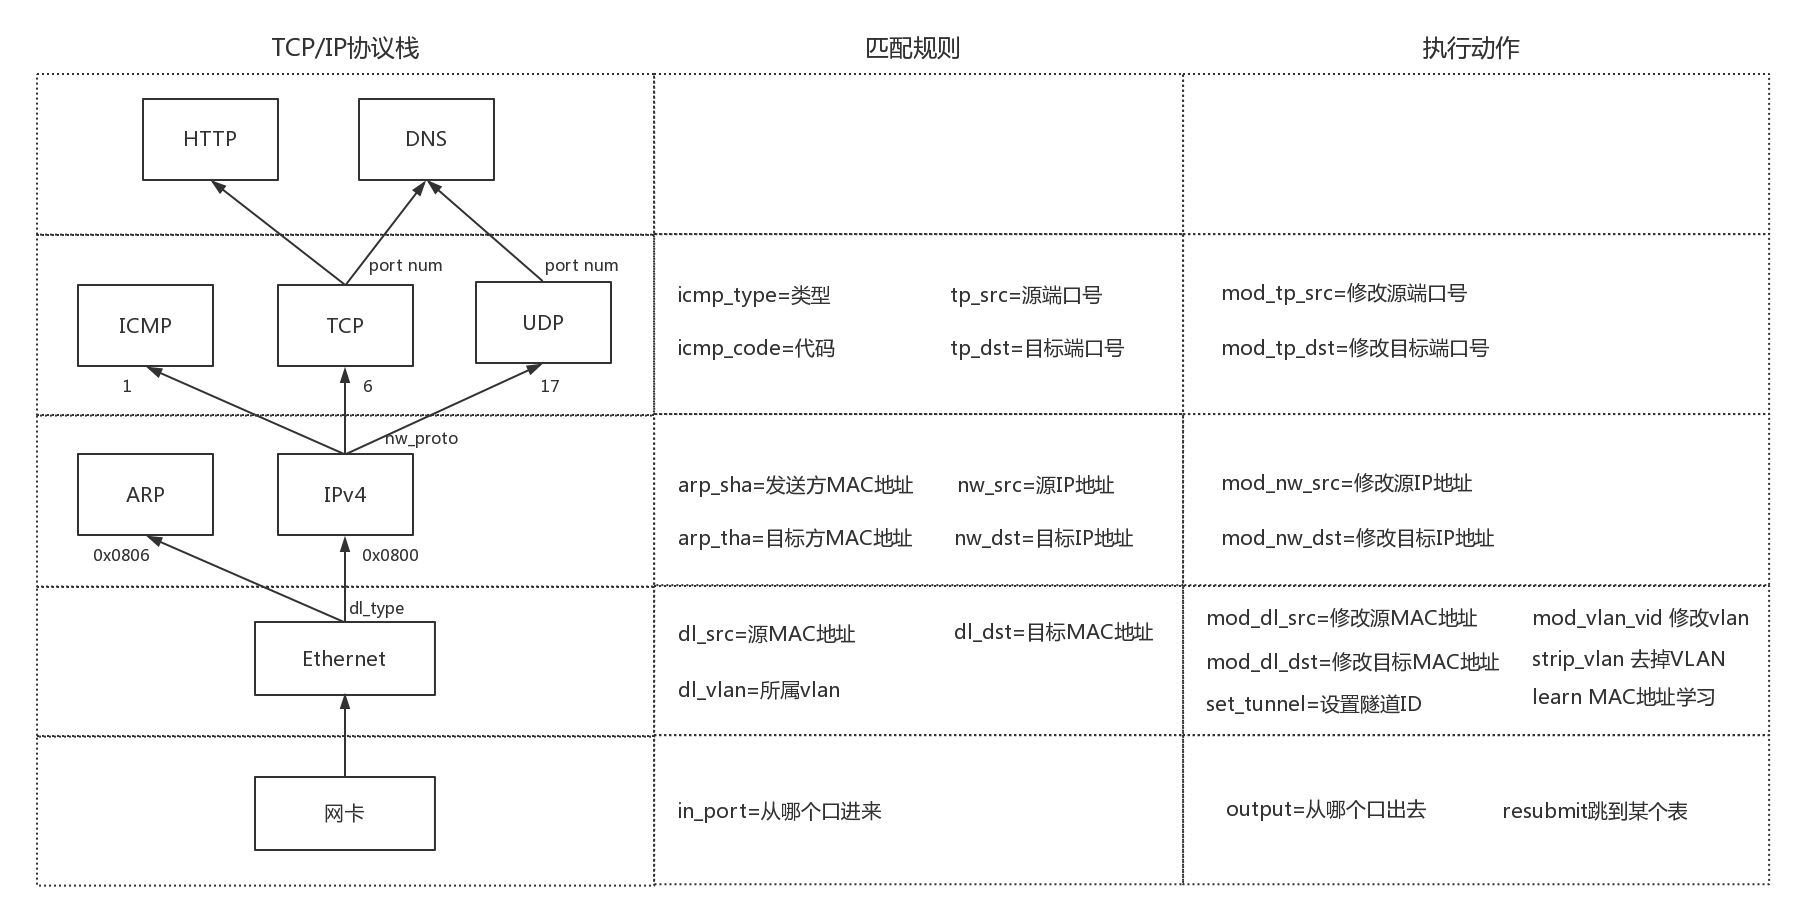 TCP/IP协议栈
匹配规则
执行动作
HTTP
DNS
port num
port num
ICMP
TCP
UDP
1
6
17
icmp_type=类型
tp_src=源端口号
icmp_code=代码
tp_dst=目标端口号
mod_tp_src=修改源端口号
mod_tp_dst=修改目标端口号
nw_proto
ARP
IPv4
0x0806
0x0800
arp_sha=发送方MAC地址
nw_src=源IP地址
arp_tha=目标方MAC地址
nw_dst=目标IP地址
mod_nw_src=修改源IP地址
mod_nw_dst=修改目标IP地址
dl_type
Ethernet
dl_src=源MAC地址
dl_dst=目标MAC地址
dl_vlan=所属vlan
mod_dl_src=修改源MAC地址
mod_vlan_vid 修改vlan
mod_dl_dst=修改目标MAC地址
strip_vlan 去掉VLAN
set_tunnel=设置隧道ID
learn MAC地址学习
网卡
in_port=从哪个口进来
output=从哪个口出去
resubmit跳到某个表